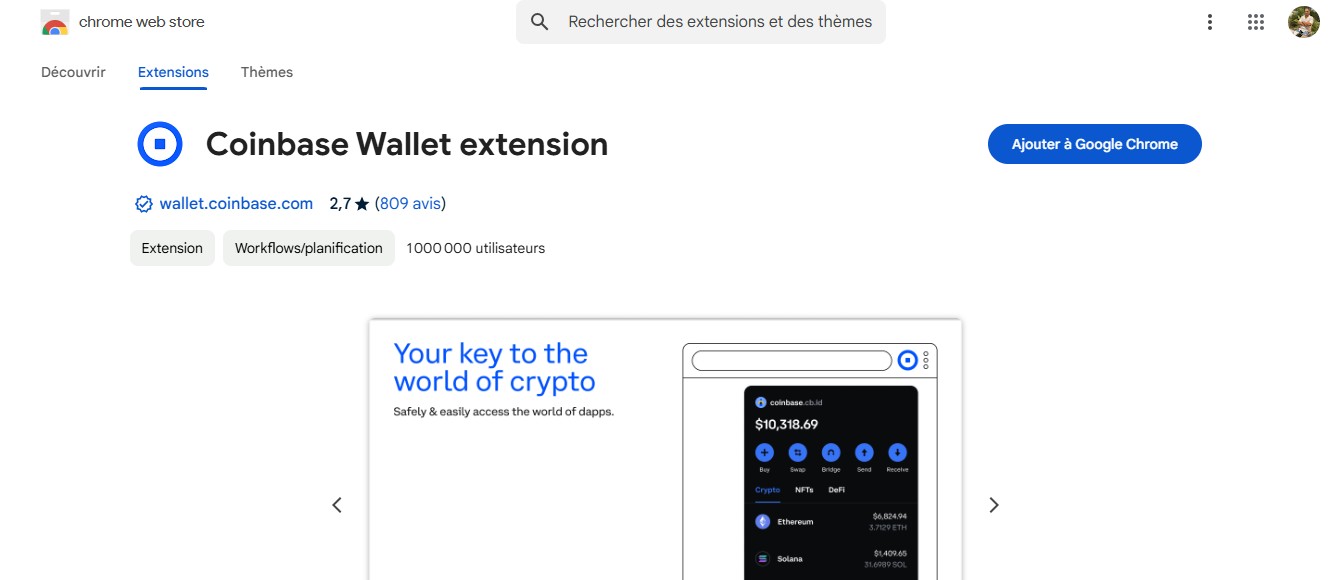 chrome web store
Rechercher des extensions et des thèmes
Découvrir
Extensions
Thèmes
Coinbase Wallet extension
Ajouter à Google Chrome
wallet.coinbase.com 2,7 ★ (809 avis)
Extension
Workflows/planification
1 000 000 utilisateurs
Your key to the
world of crypto
Safely & easily access the world of dapps.
coinbase.cb.id
$10,318.69
Buy Swap Bridge Send Receive
Crypto NFTs DeFi
Ethereum
$6,824.94
3.7129 ETH
Solana
$1,409.65
31.6989 SOL